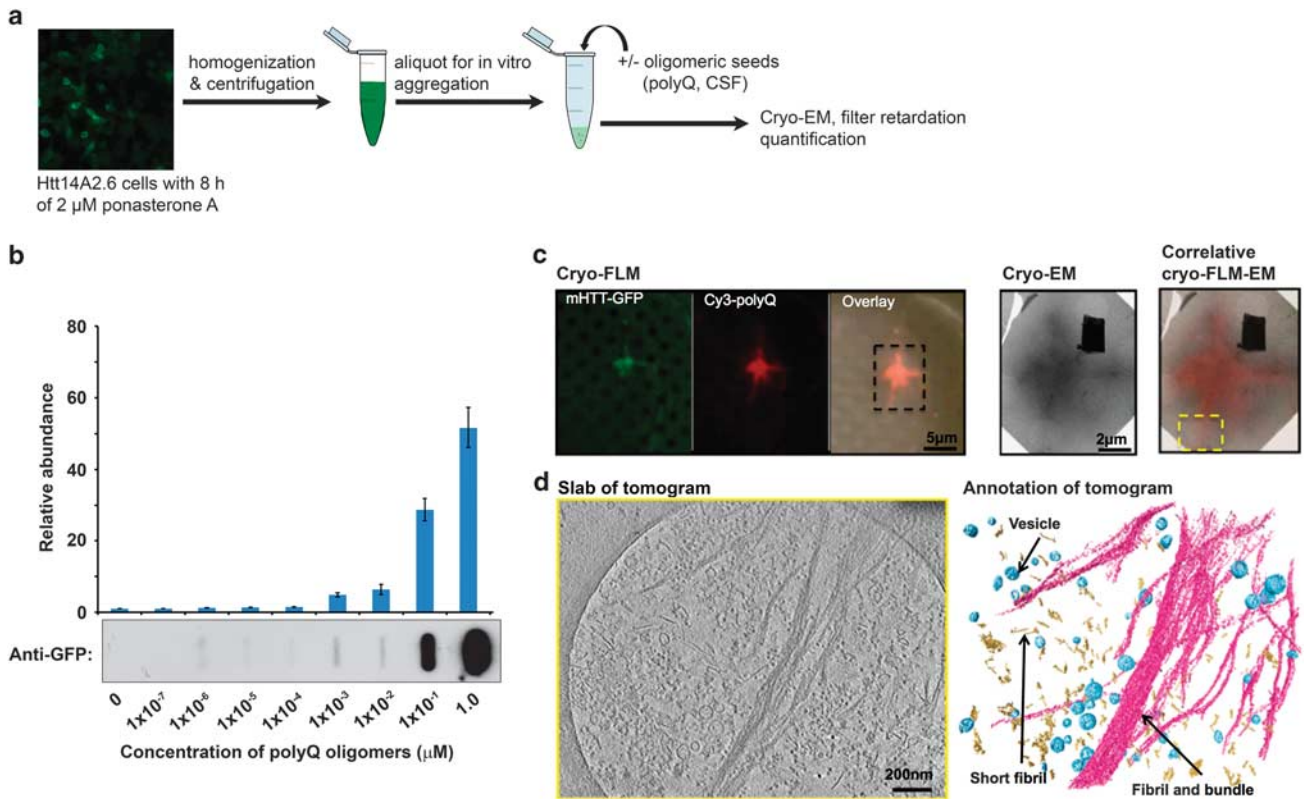 a
homogenization
& centrifugation
aliquot for in vitro
aggregation
+/- oligomeric seeds
(polyQ, CSF)
Cryo-EM, filter retardation
quantification
Htt14A2.6 cells with 8 h
of 2 µM ponasterone A
b
Relative abundance
80
60
40
20
0
Anti-GFP:
0 1x10⁻⁷ 1x10⁻⁶ 1x10⁻⁵ 1x10⁻⁴ 1x10⁻³ 1x10⁻² 1x10⁻¹ 1.0
Concentration of polyQ oligomers (µM)
c
Cryo-FLM
mHTT-GFP Cy3-polyQ Overlay
5µm
Cryo-EM
2µm
Correlative
cryo-FLM-EM
d
Slab of tomogram
200nm
Annotation of tomogram
Vesicle
Short fibril
Fibril and bundle